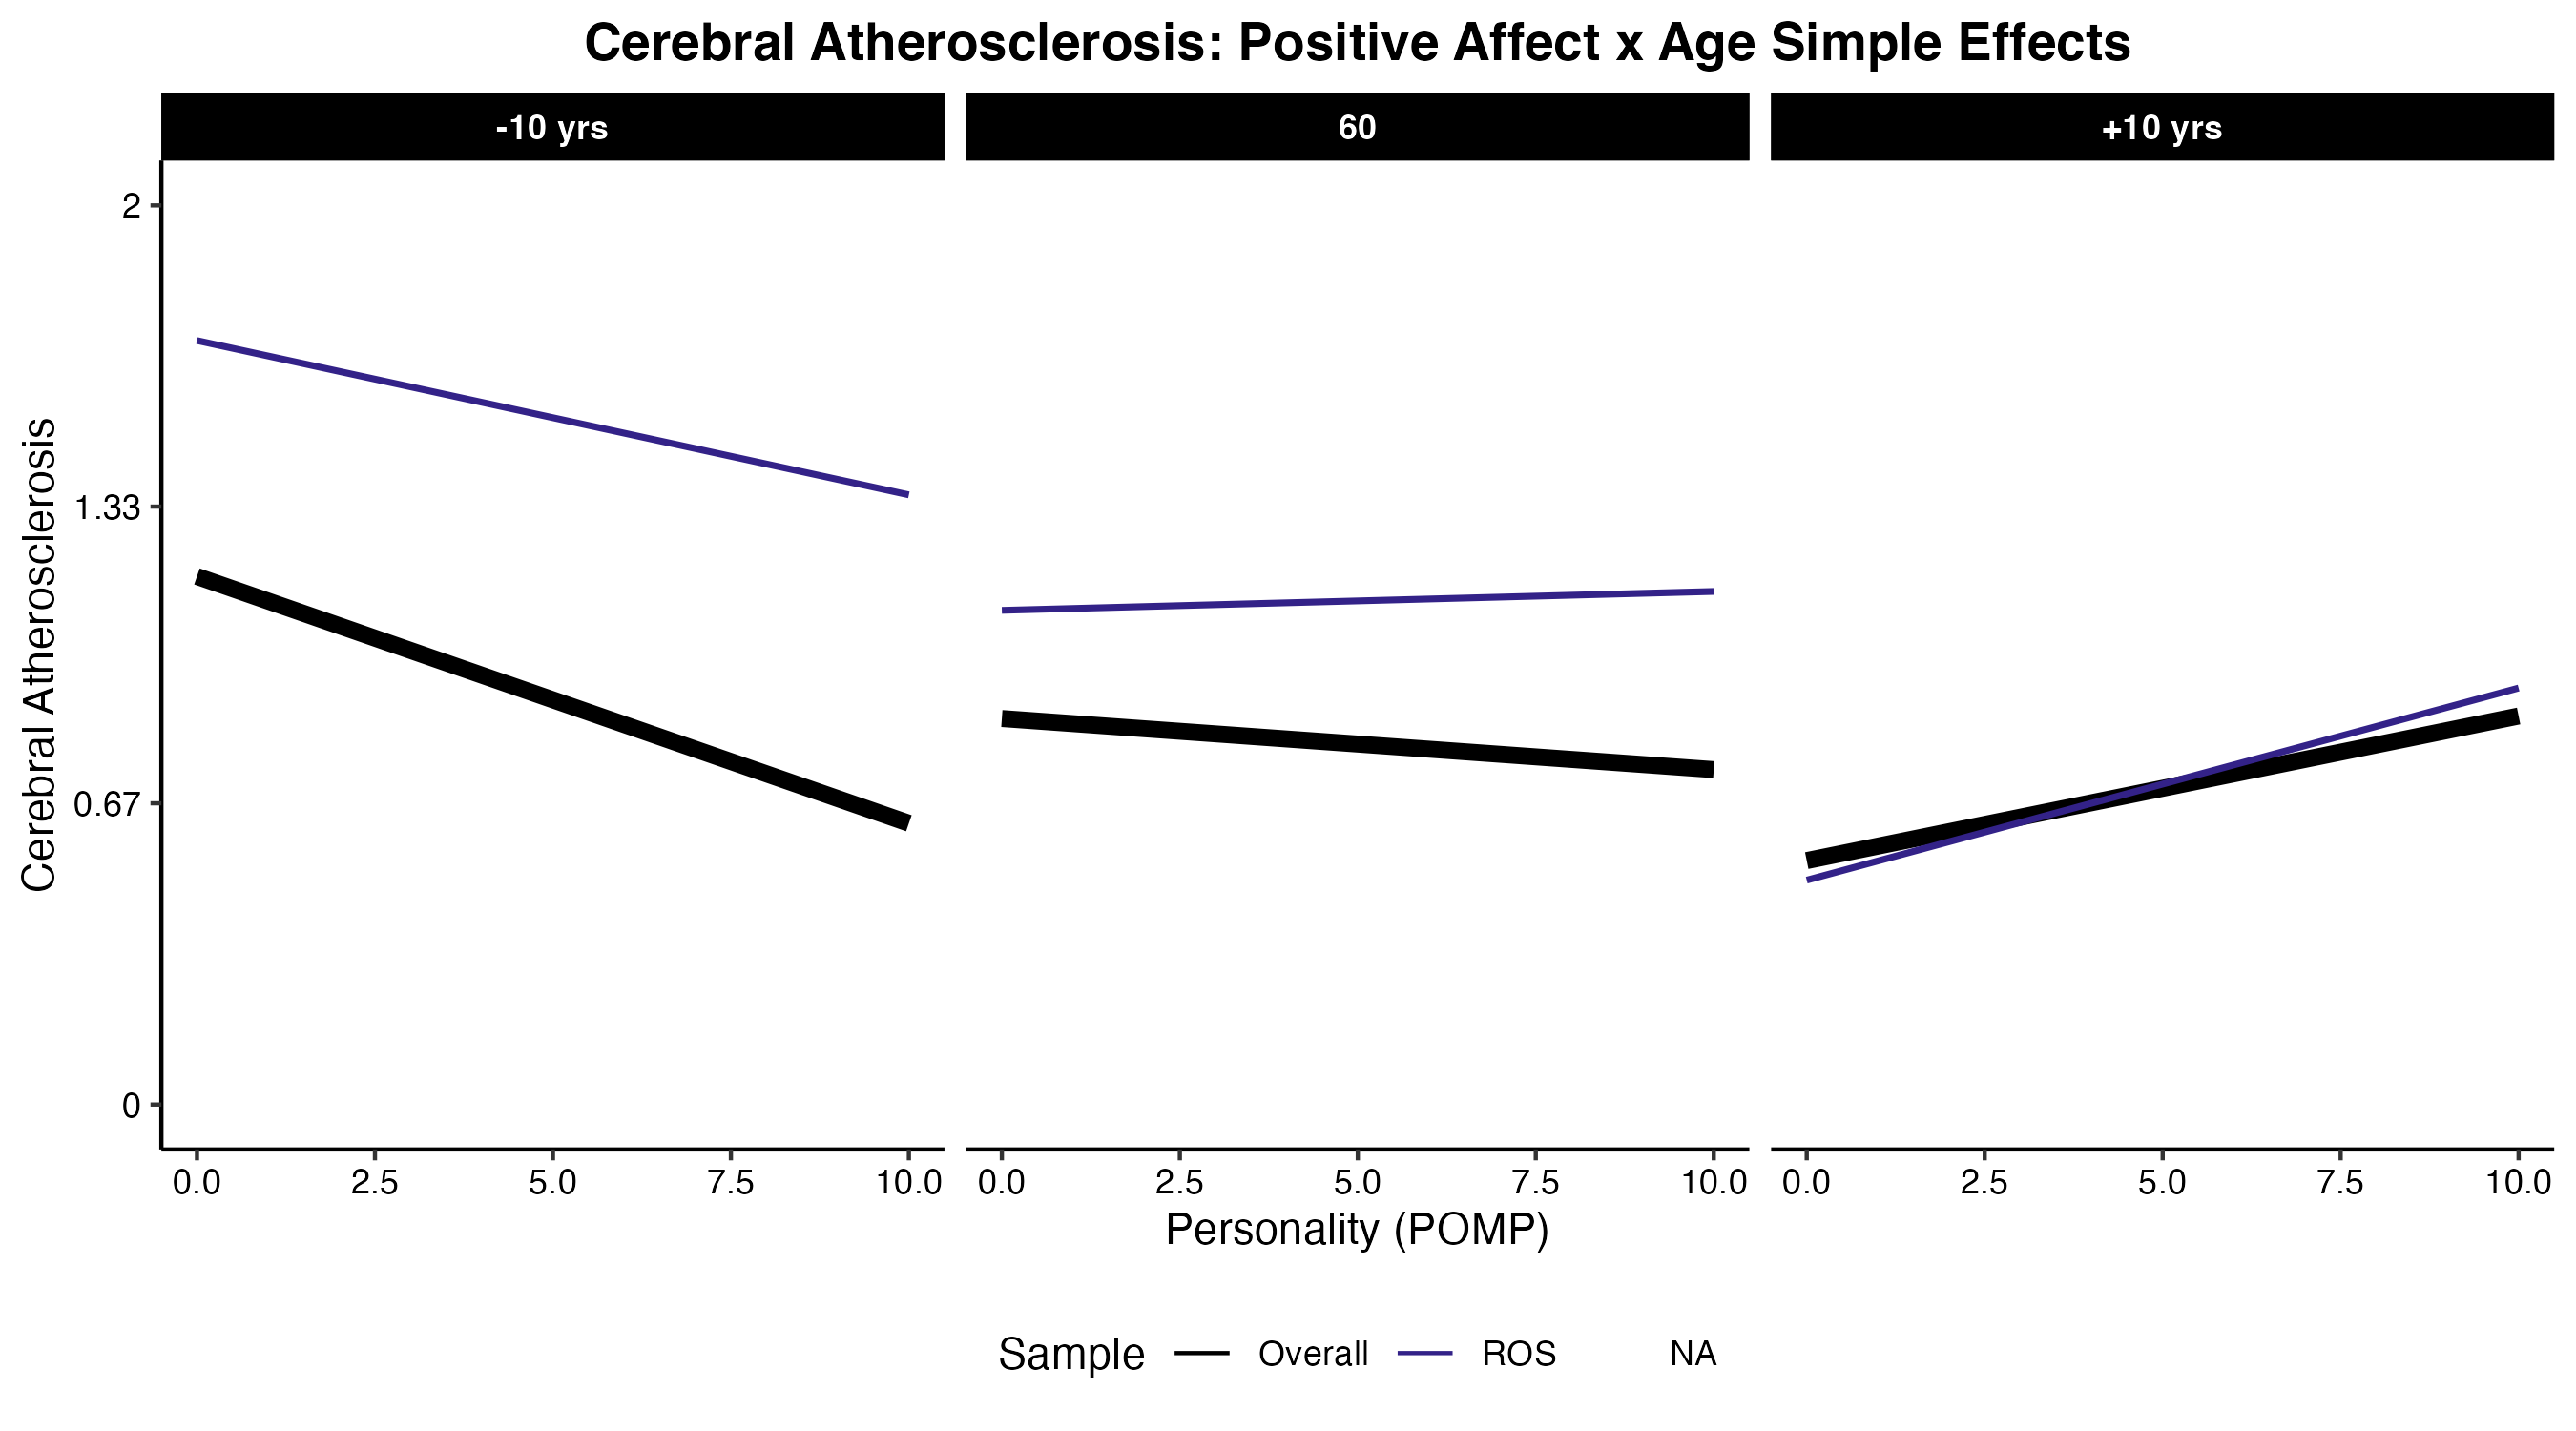 Cerebral Atherosclerosis: Positive Affect x Age Simple Effects
-10 yrs 60 +10 yrs
Cerebral Atherosclerosis
2
1.33
0.67
0
0.0 2.5 5.0 7.5 10.0 0.0 2.5 5.0 7.5 10.0 0.0 2.5 5.0 7.5 10.0
Personality (POMP)
Sample Overall ROS NA